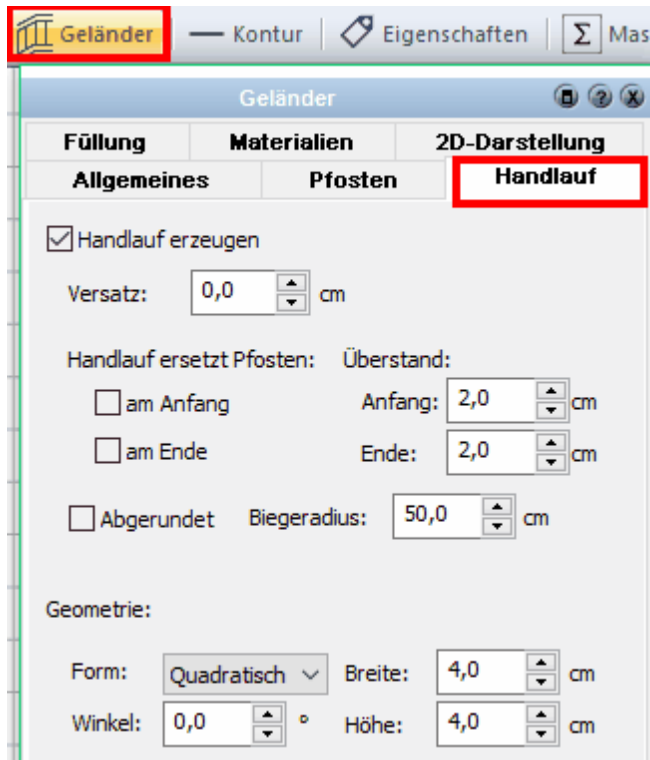 Geländer Kontur Eigenschaften Σ Mas
Geländer
Füllung Materialien 2D-Darstellung
Allgemeines Pfosten Handlauf
Handlauf erzeugen
Versatz: 0,0 cm
Handlauf ersetzt Pfosten: Überstand:
am Anfang Anfang: 2,0 cm
am Ende Ende: 2,0 cm
Abgerundet Biegeradius: 50,0 cm
Geometrie:
Form: Quadratisch Breite: 4,0 cm
Winkel: 0,0 ° Höhe: 4,0 cm